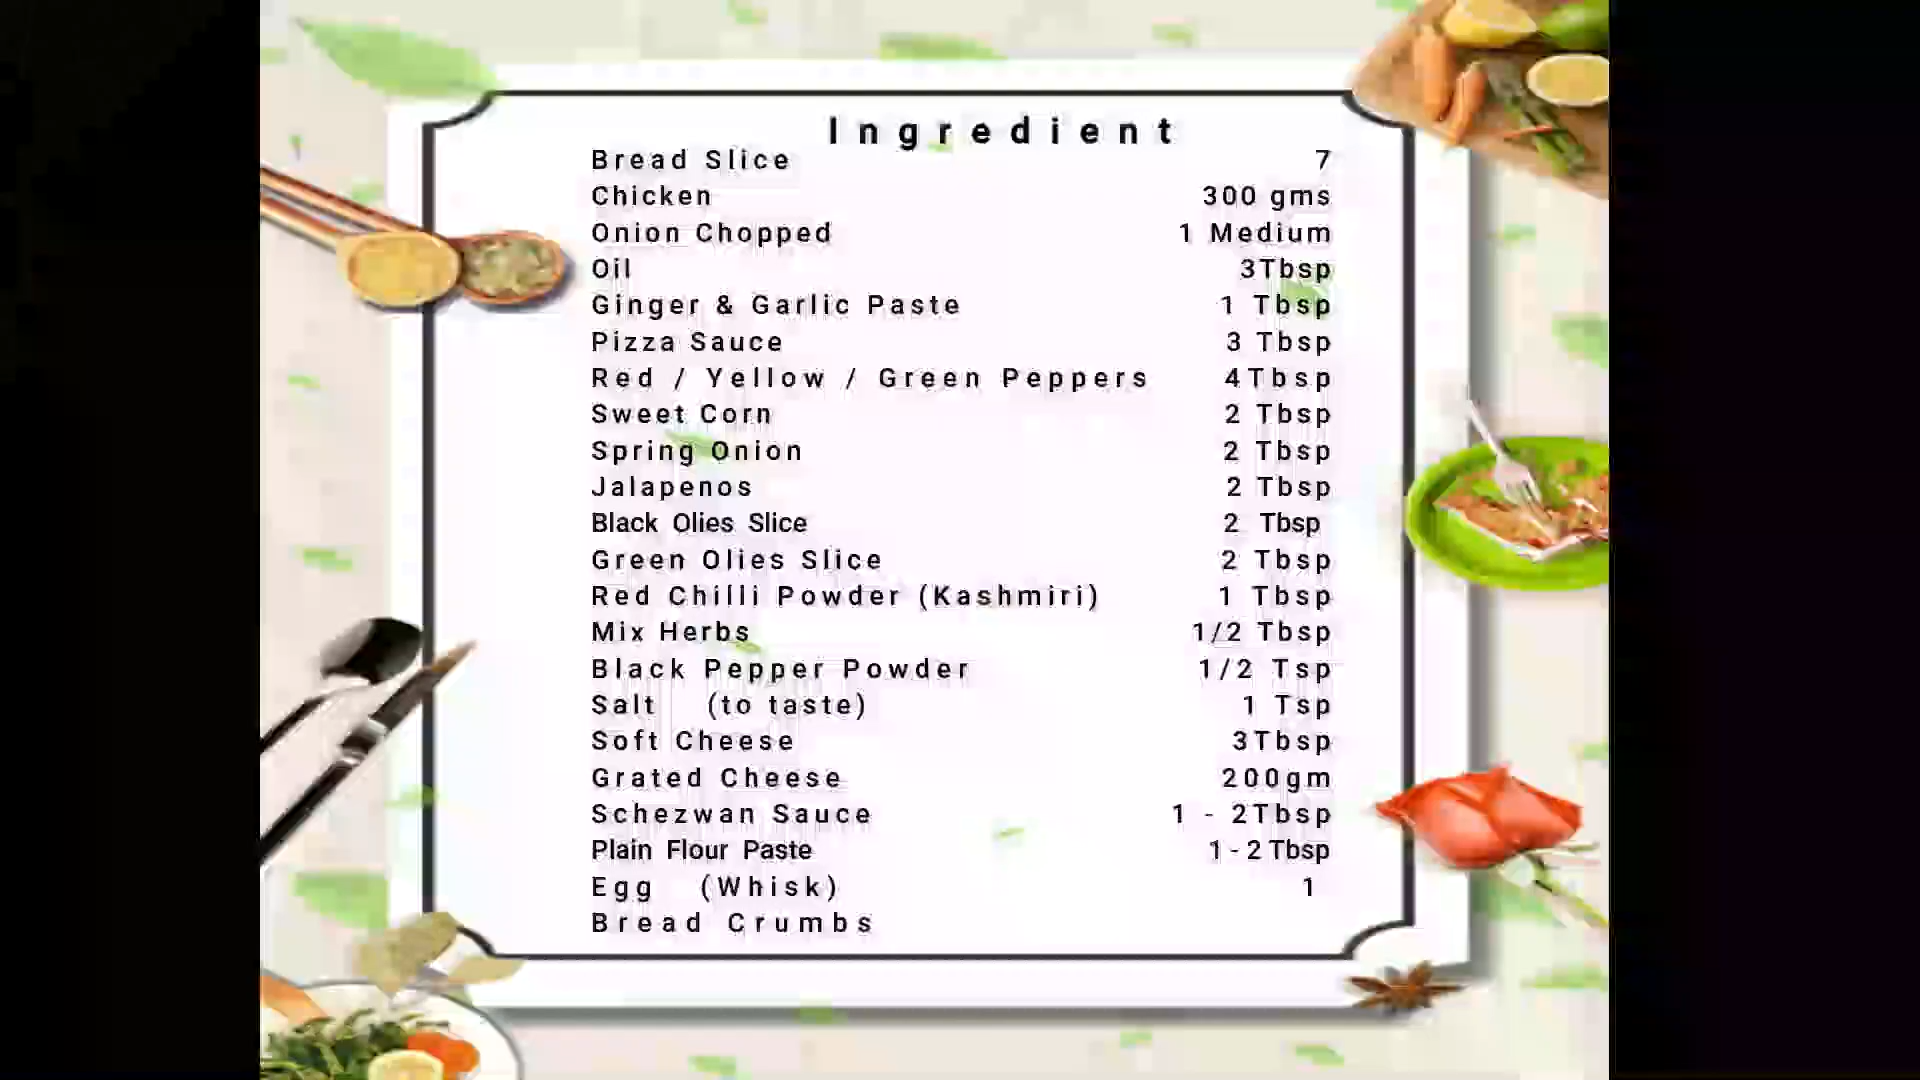 Ingredient
Bread Slice 7
Chicken 300 gms
Onion Chopped 1 Medium
Oil 3Tbsp
Ginger & Garlic Paste 1 Tbsp
Pizza Sauce 3 Tbsp
Red / Yellow / Green Peppers 4Tbsp
Sweet Corn 2 Tbsp
Spring Onion 2 Tbsp
Jalapenos 2 Tbsp
Black Olies Slice 2 Tbsp
Green Olies Slice 2 Tbsp
Red Chilli Powder (Kashmiri) 1 Tbsp
Mix Herbs 1/2 Tbsp
Black Pepper Powder 1/2 Tsp
Salt (to taste) 1 Tsp
Soft Cheese 3Tbsp
Grated Cheese 200gm
Schezwan Sauce 1 - 2Tbsp
Plain Flour Paste 1-2 Tbsp
Egg (Whisk) 1
Bread Crumbs